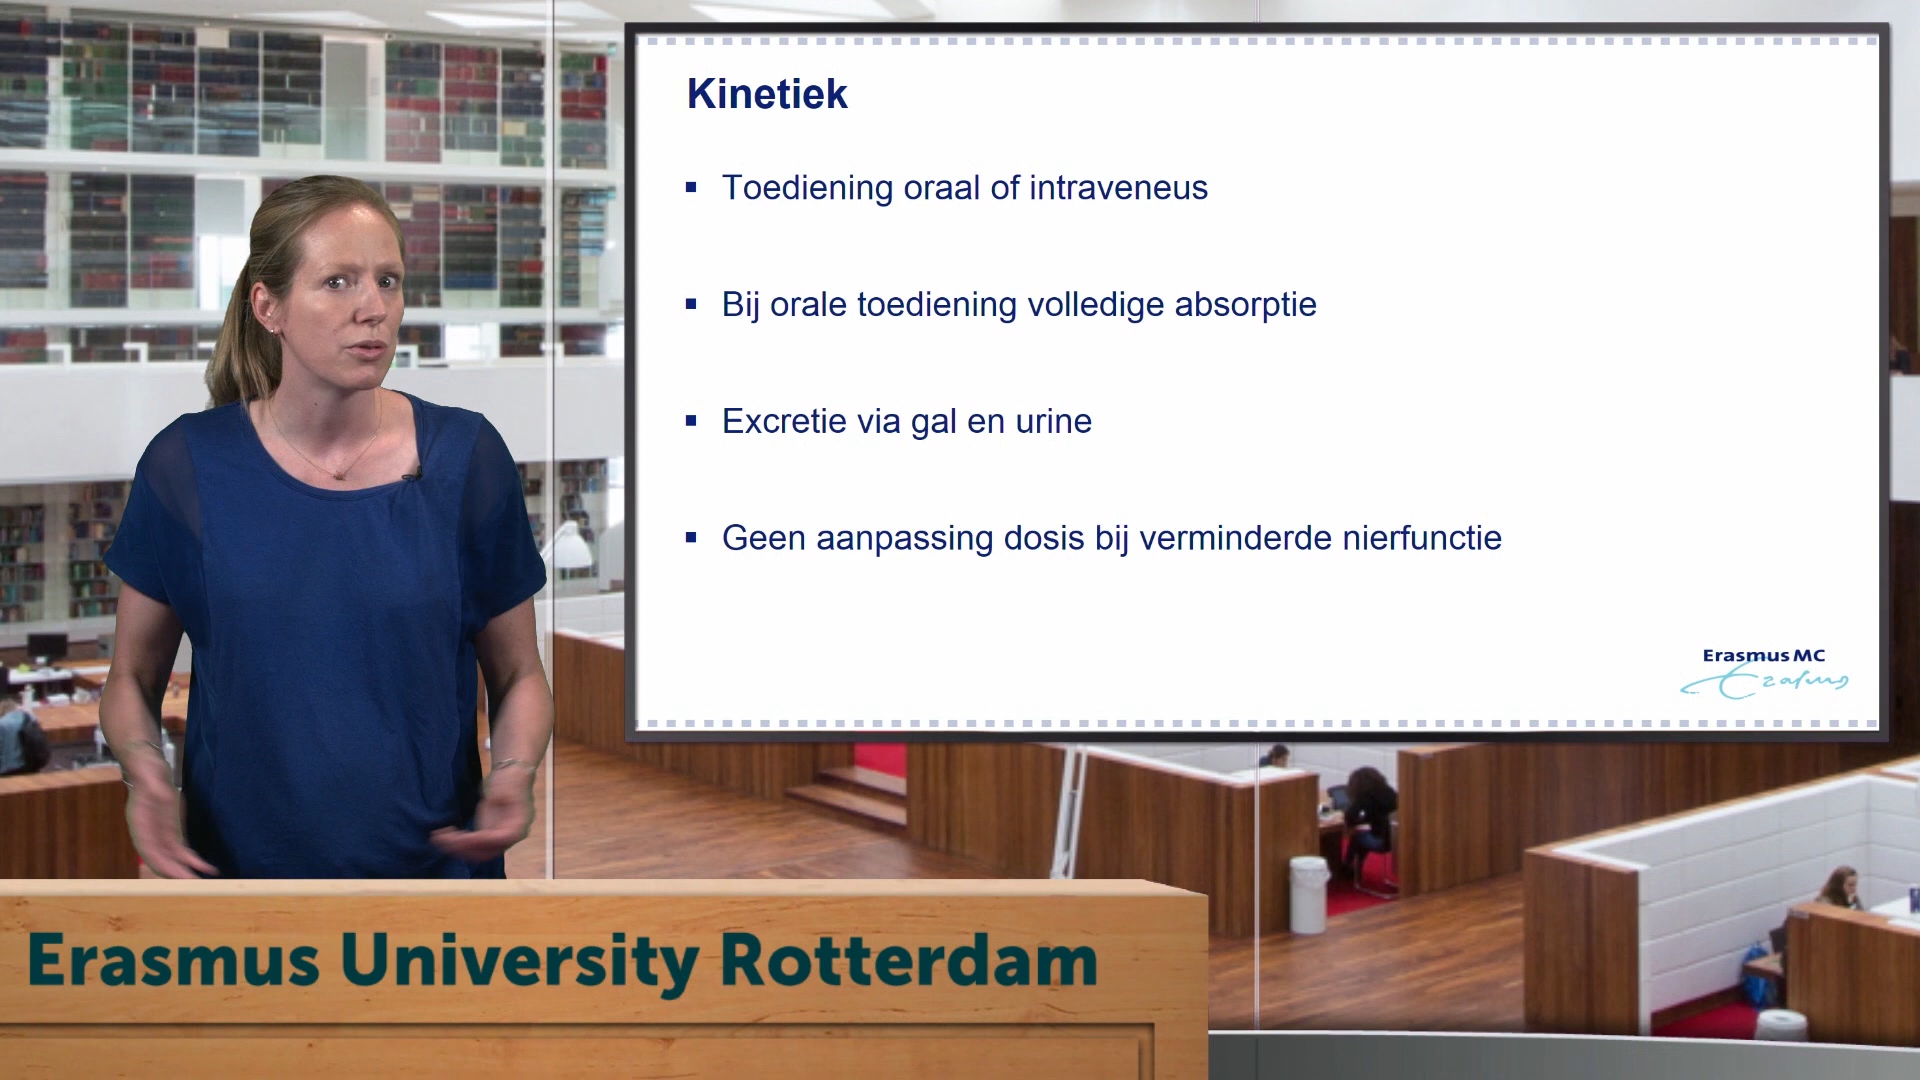 Kinetiek
Toediening oraal of intraveneus
Bij orale toediening volledige absorptie
Excretie via gal en urine
Geen aanpassing dosis bij verminderde nierfunctie
Erasmus MC
Erasmus
Erasmus University Rotterdam